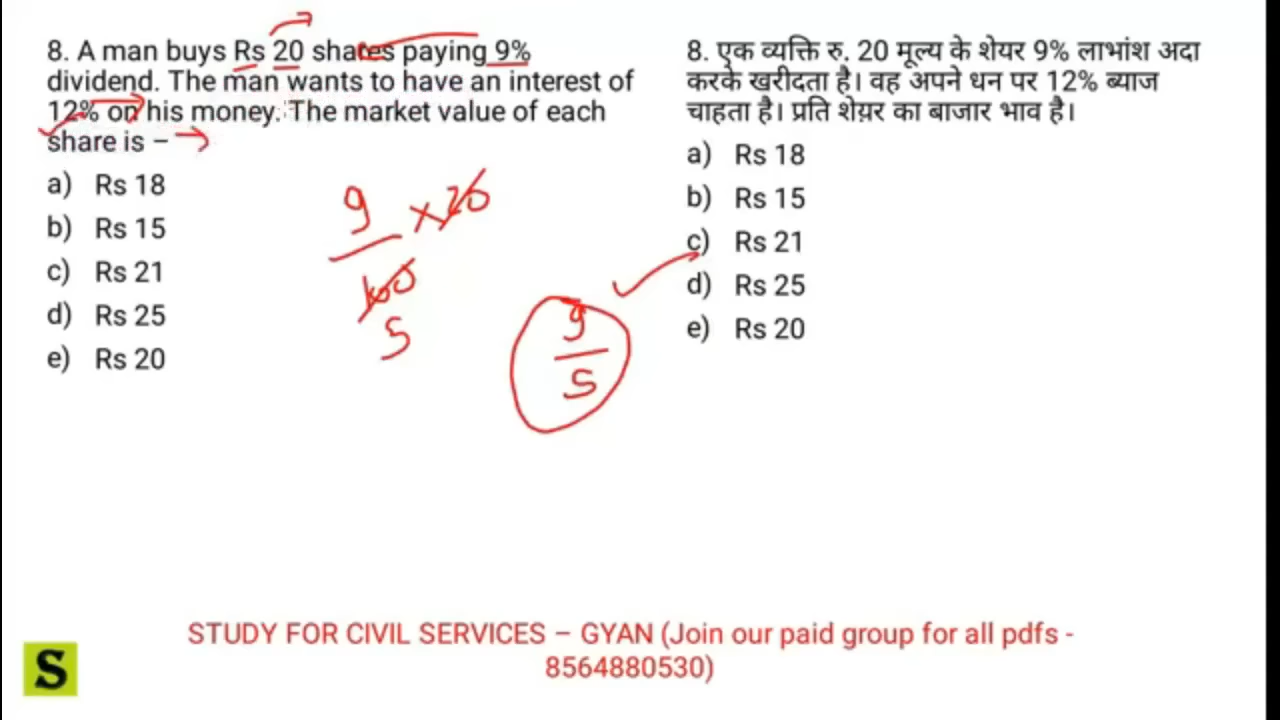 8. A man buys Rs 20 shares paying 9%
dividend. The man wants to have an interest of
12% on his money. The market value of each
share is –
a) Rs 18
b) Rs 15
c) Rs 21
d) Rs 25
e) Rs 20
9
× 20
100
5
9
5
8. एक व्यक्ति रु. 20 मूल्य के शेयर 9% लाभांश अदा
करके खरीदता है। वह अपने धन पर 12% ब्याज
चाहता है। प्रति शेय़र का बाजार भाव है।
a) Rs 18
b) Rs 15
c) Rs 21
d) Rs 25
e) Rs 20
STUDY FOR CIVIL SERVICES – GYAN (Join our paid group for all pdfs -
8564880530)
S